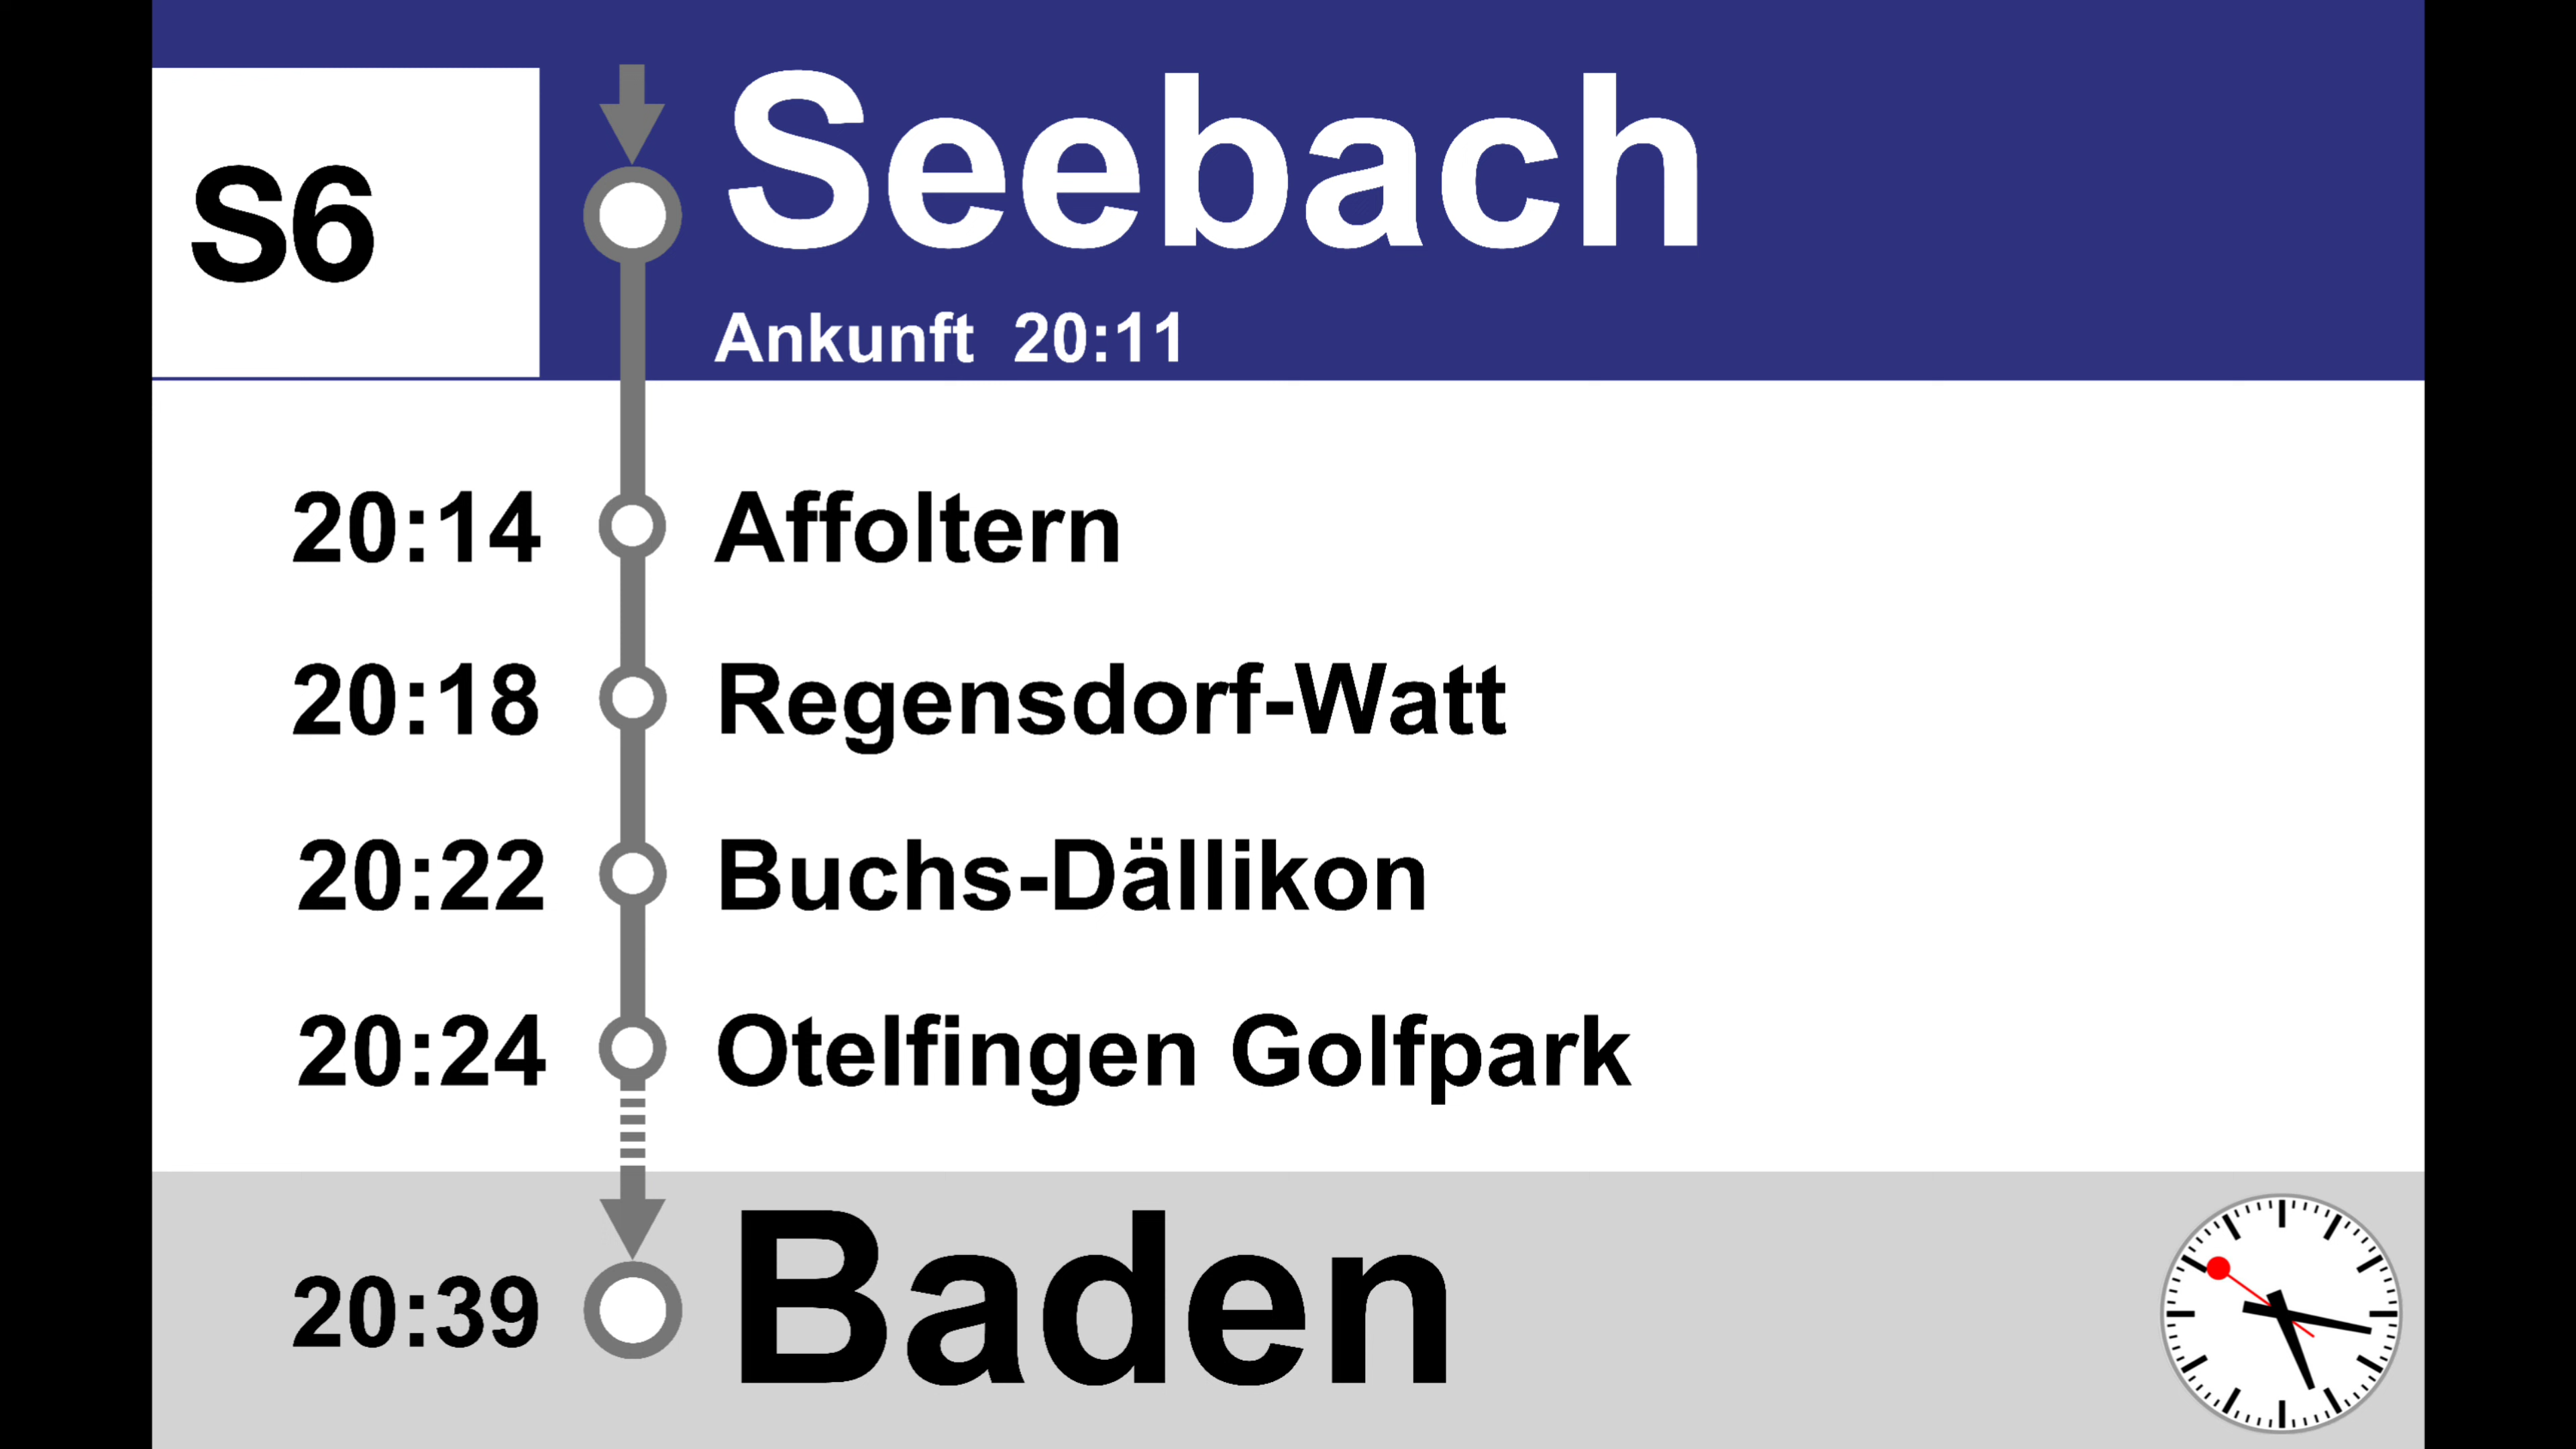 S6
Seebach
Ankunft 20:11
20:14 Affoltern
20:18 Regensdorf-Watt
20:22 Buchs-Dällikon
20:24 Otelfingen Golfpark
20:39 Baden